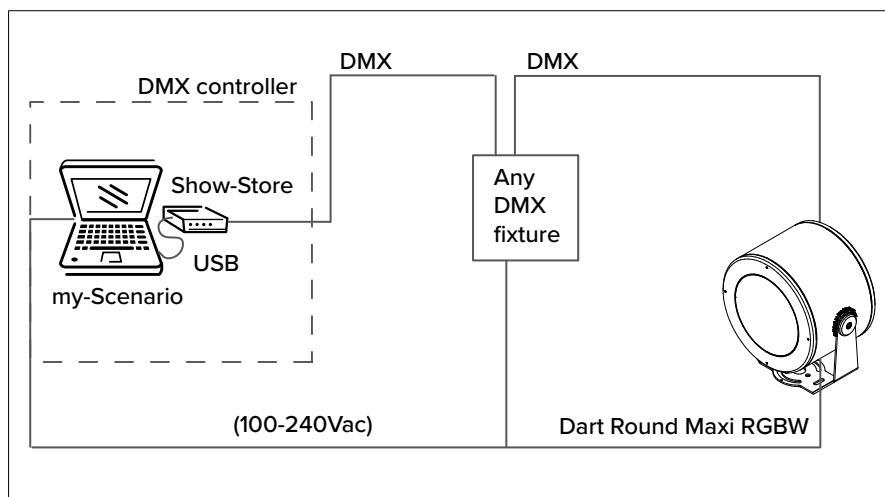 DMX
DMX
DMX controller
Show-Store
Any
DMX
fixture
USB
my-Scenario
(100-240Vac)
Dart Round Maxi RGBW